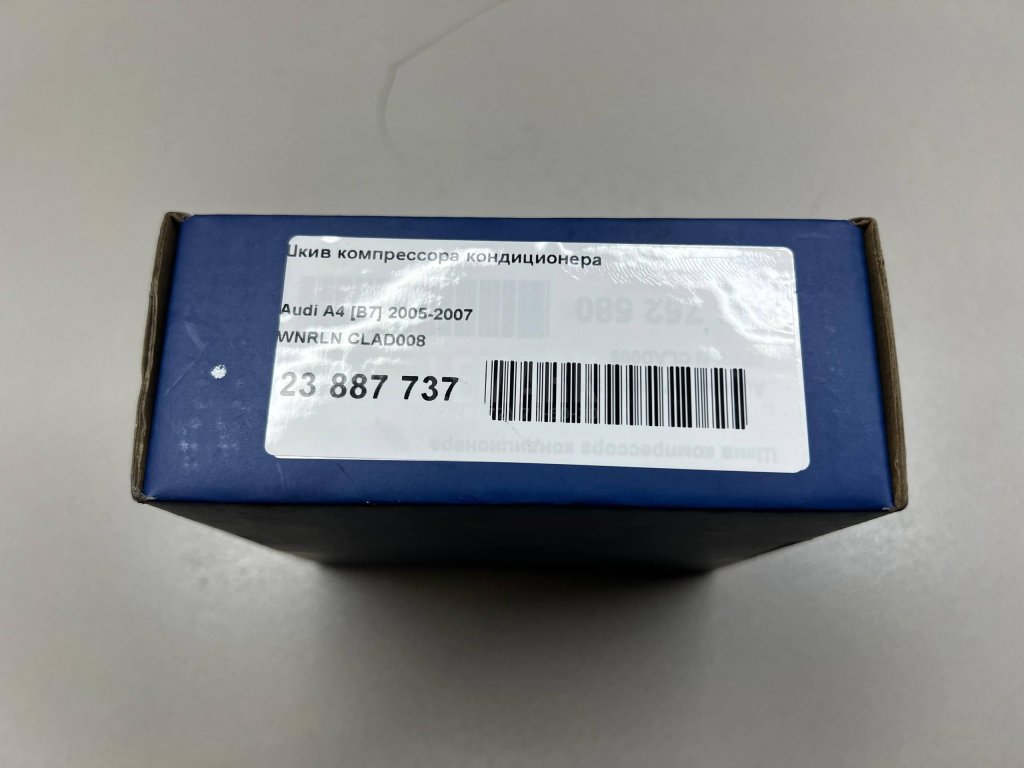 Шкив компрессора кондиционера
Audi A4 [B7] 2005-2007
WNRLN CLAD008
23 887 737